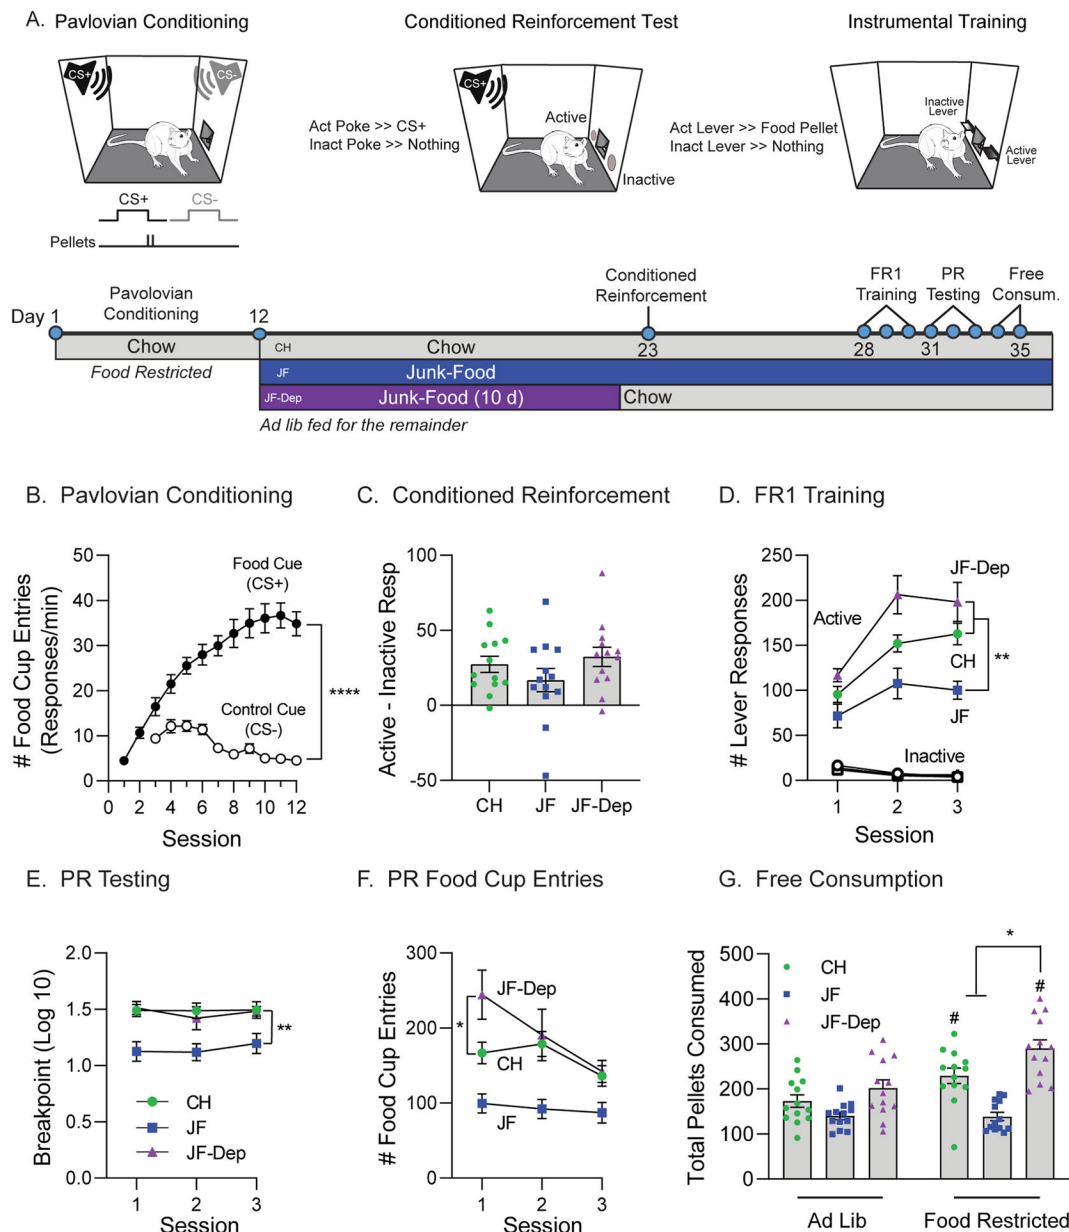 A. Pavlovian Conditioning
Conditioned Reinforcement Test
Instrumental Training
CS+
CS-
CS+
Act Poke >> CS+
Inact Poke >> Nothing
Active
Inactive
Act Lever >> Food Pellet
Inact Lever >> Nothing
Inactive
Lever
Active
Lever
CS+
CS-
Pellets
Day 1
Pavolovian
Conditioning
12
Conditioned
Reinforcement
FR1
Training
PR
Testing
Free
Consum.
Chow
CH
Chow
23
28
31
35
Food Restricted
JF
Junk-Food
JF-Dep
Junk-Food (10 d)
Chow
Ad lib fed for the remainder
B. Pavlovian Conditioning
# Food Cup Entries
(Responses/min)
50
40
30
20
10
0
Food Cue
(CS+)
Control Cue
(CS-)
****
0 2 4 6 8 10 12
Session
C. Conditioned Reinforcement
Active - Inactive Resp
100
50
0
-50
CH JF JF-Dep
D. FR1 Training
# Lever Responses
250
200
150
100
50
0
JF-Dep
Active
CH
JF
**
Inactive
1 2 3
Session
E. PR Testing
Breakpoint (Log 10)
2.0
1.5
1.0
0.5
0.0
**
CH
JF
JF-Dep
1 2 3
Session
F. PR Food Cup Entries
# Food Cup Entries
300
200
100
0
JF-Dep
*
CH
JF
1 2 3
Session
G. Free Consumption
Total Pellets Consumed
500
400
300
200
100
0
CH
JF
JF-Dep
*
#
#
Ad Lib
Food Restricted